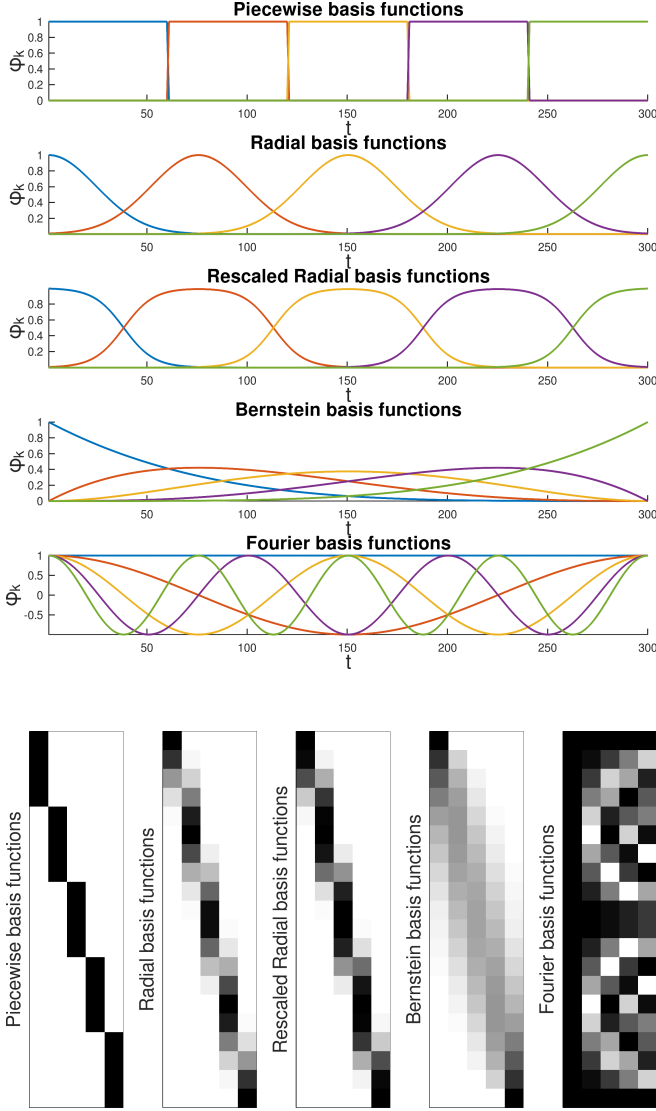 Piecewise basis functions
φk
1
0.8
0.6
0.4
0.2
0
50
100
150
200
250
300
t
Radial basis functions
φk
1
0.8
0.6
0.4
0.2
50
100
150
200
250
300
t
Rescaled Radial basis functions
φk
0.8
0.6
0.4
0.2
50
100
150
200
250
300
t
Bernstein basis functions
φk
1
0.8
0.6
0.4
0.2
0
50
100
150
200
250
300
t
Fourier basis functions
φk
1
0.5
0
-0.5
50
100
150
200
250
300
t
Piecewise basis functions
Radial basis functions
Rescaled Radial basis functions
Bernstein basis functions
Fourier basis functions